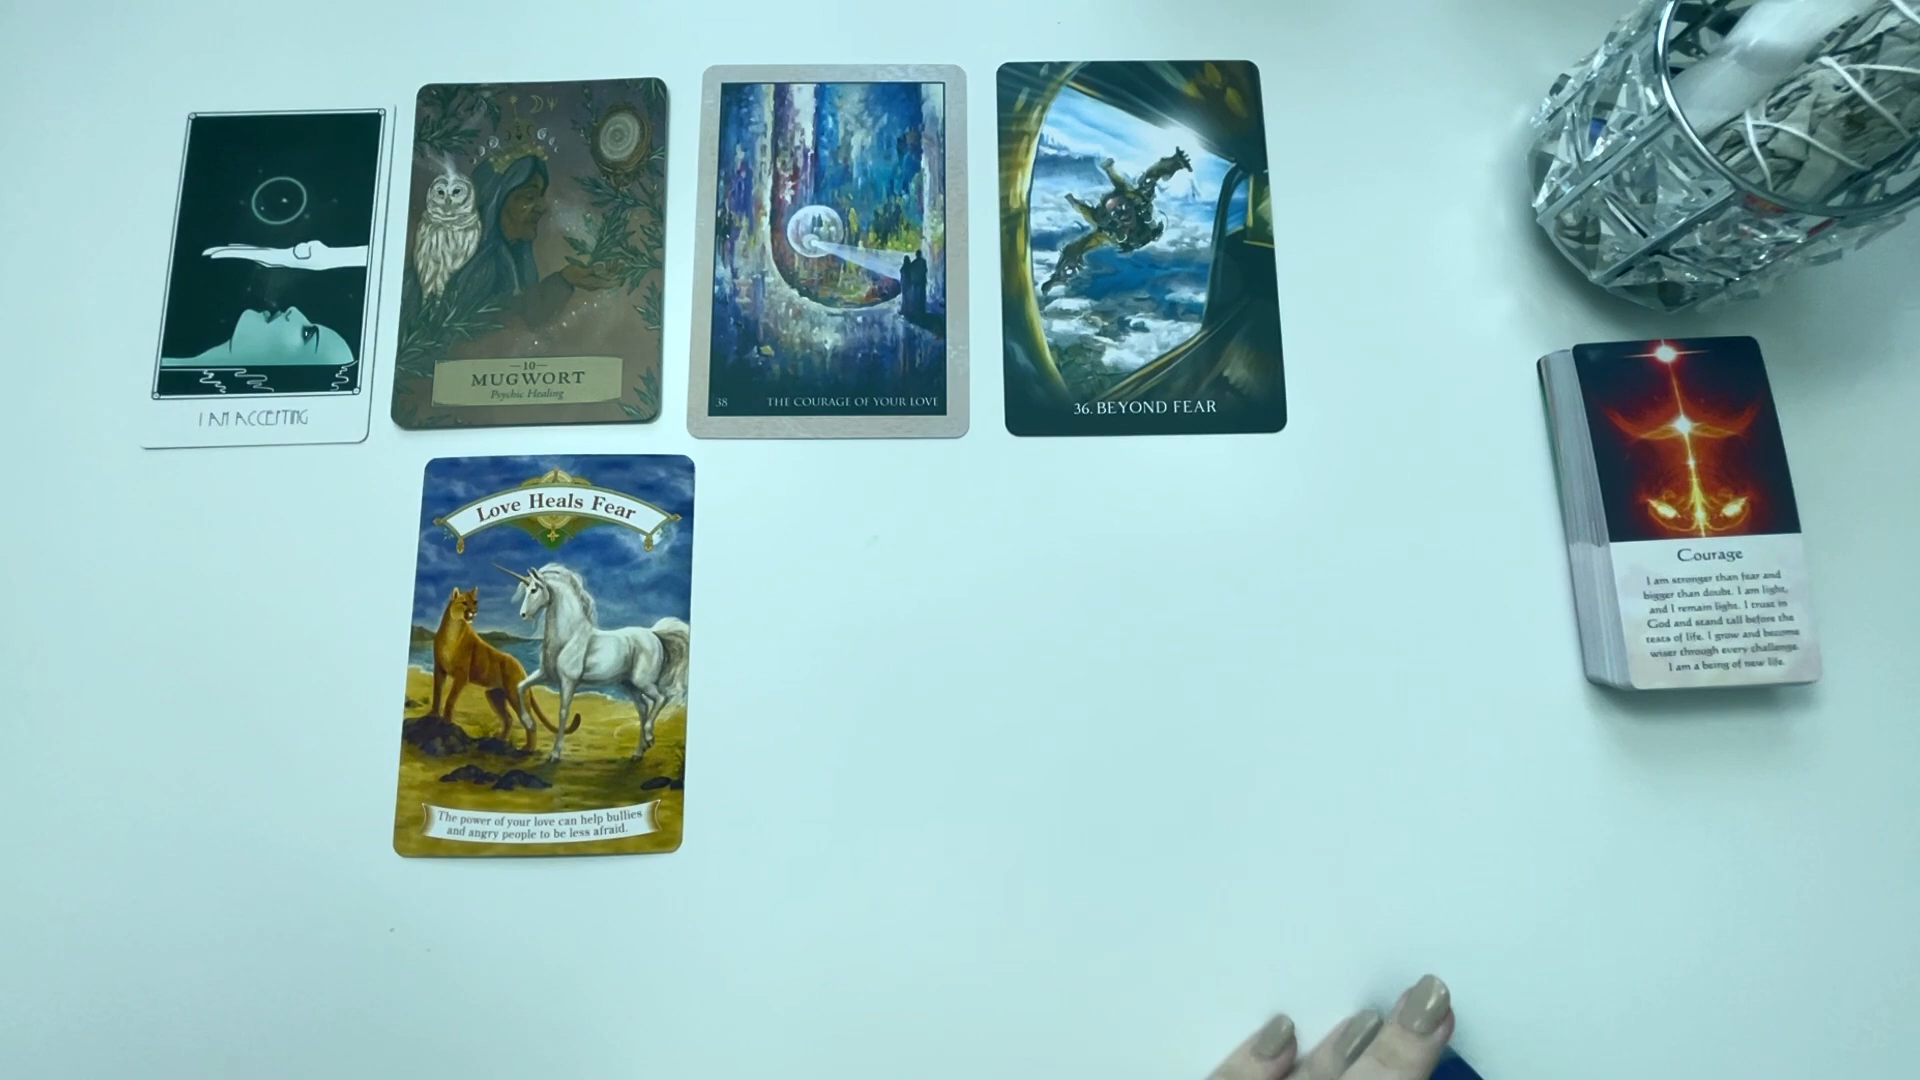 I AM ACCEPTING
—10—
MUGWORT
Psychic Healing
38 THE COURAGE OF YOUR LOVE
36. BEYOND FEAR
Love Heals Fear
The power of your love can help bullies
and angry people to be less afraid.
Courage
I am stronger than fear and
bigger than doubt. I am light,
and I remain light. I trust in
God and stand tall before the
tests of life. I grow and become
wiser through every challenge.
I am a being of new life.